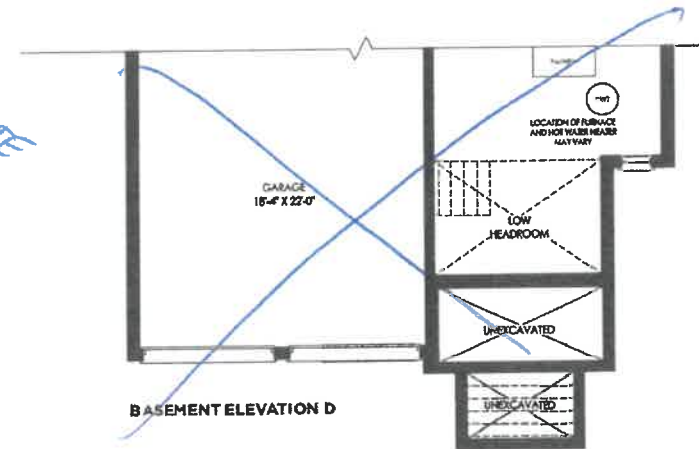 HWT
LOCATION OF FURNACE
AND HOT WATER HEATER
MAY VARY
GARAGE
18'-4" X 22'-0"
LOW
HEADROOM
UNEXCAVATED
UNEXCAVATED
BASEMENT ELEVATION D